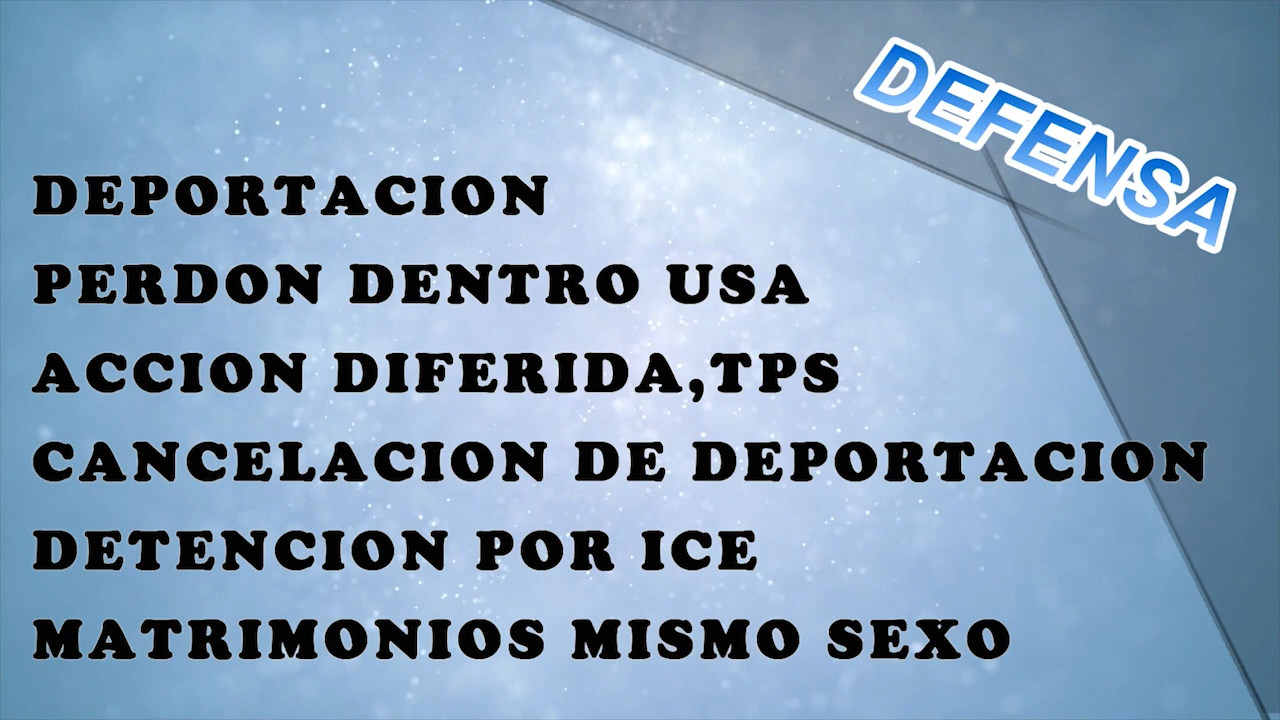 DEFENSA
DEPORTACION
PERDON DENTRO USA
ACCION DIFERIDA,TPS
CANCELACION DE DEPORTACION
DETENCION POR ICE
MATRIMONIOS MISMO SEXO